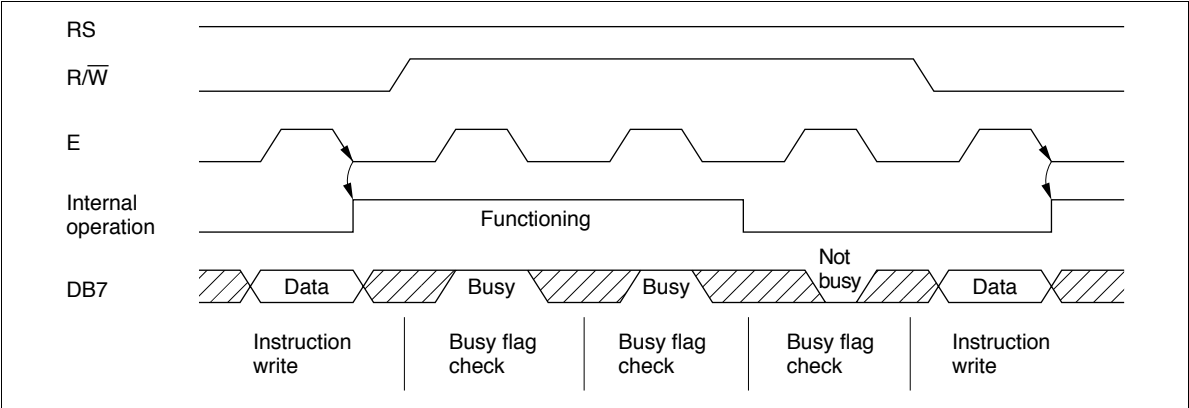 RS
R/W̅
E
Internal
operation
Functioning
DB7
Data
Busy
Busy
Not
busy
Data
Instruction
write
Busy flag
check
Busy flag
check
Busy flag
check
Instruction
write